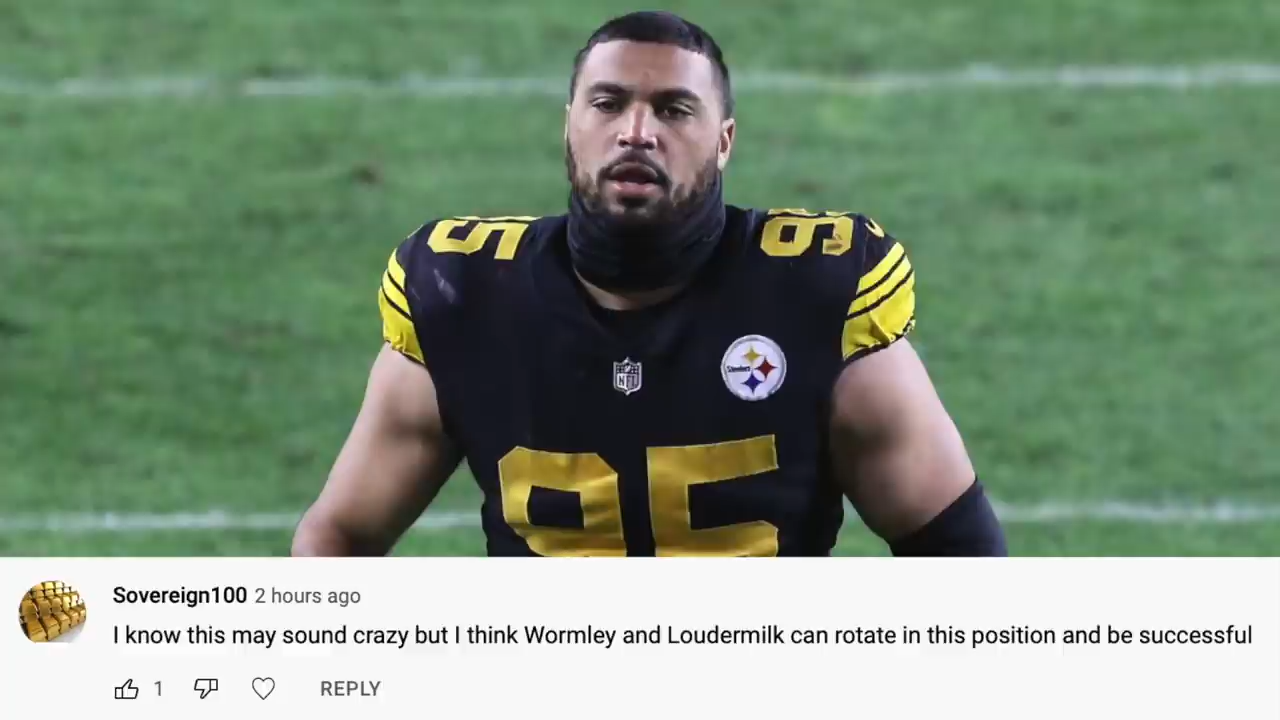 95
95
NFL
Steelers
95
Sovereign100 2 hours ago
I know this may sound crazy but I think Wormley and Loudermilk can rotate in this position and be successful
1
REPLY